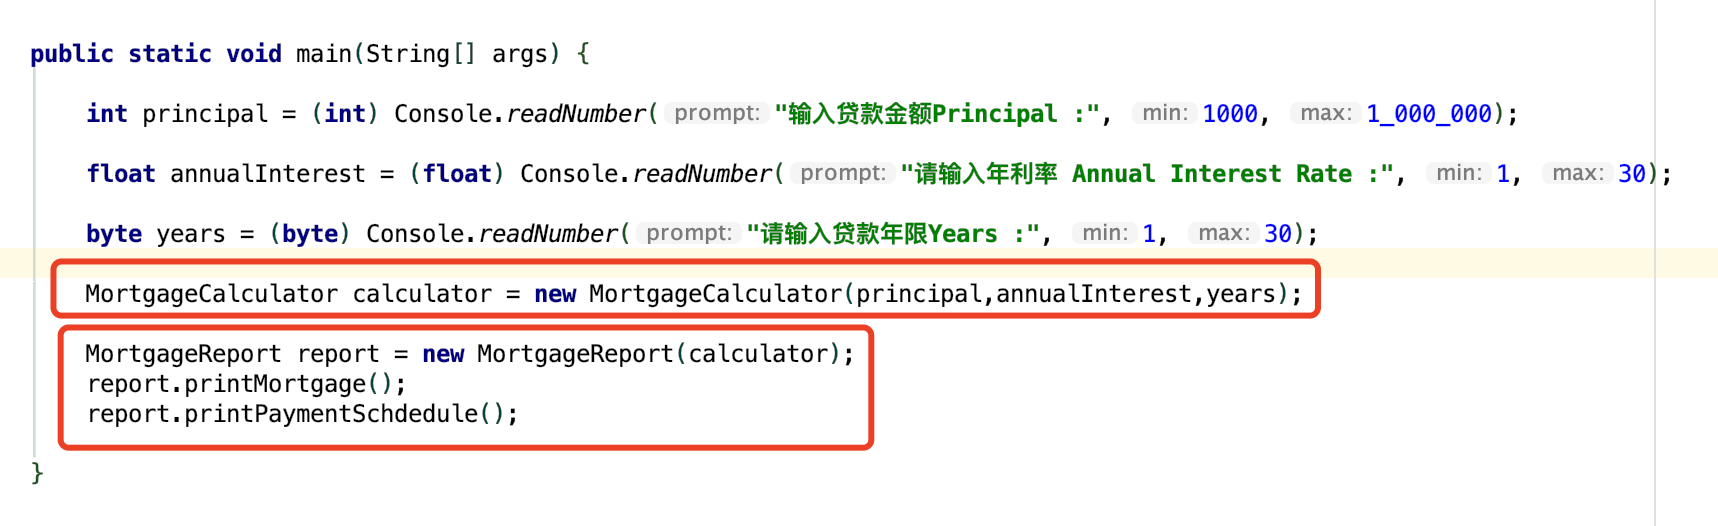 public static void main(String[] args) {
int principal = (int) Console.readNumber( prompt: "输入贷款金额Principal :", min: 1000, max: 1_000_000);
float annualInterest = (float) Console.readNumber( prompt: "请输入年利率 Annual Interest Rate :", min: 1, max: 30);
byte years = (byte) Console.readNumber( prompt: "请输入贷款年限Years :", min: 1, max: 30);
MortgageCalculator calculator = new MortgageCalculator(principal,annualInterest,years);
MortgageReport report = new MortgageReport(calculator);
report.printMortgage();
report.printPaymentSchdedule();
}